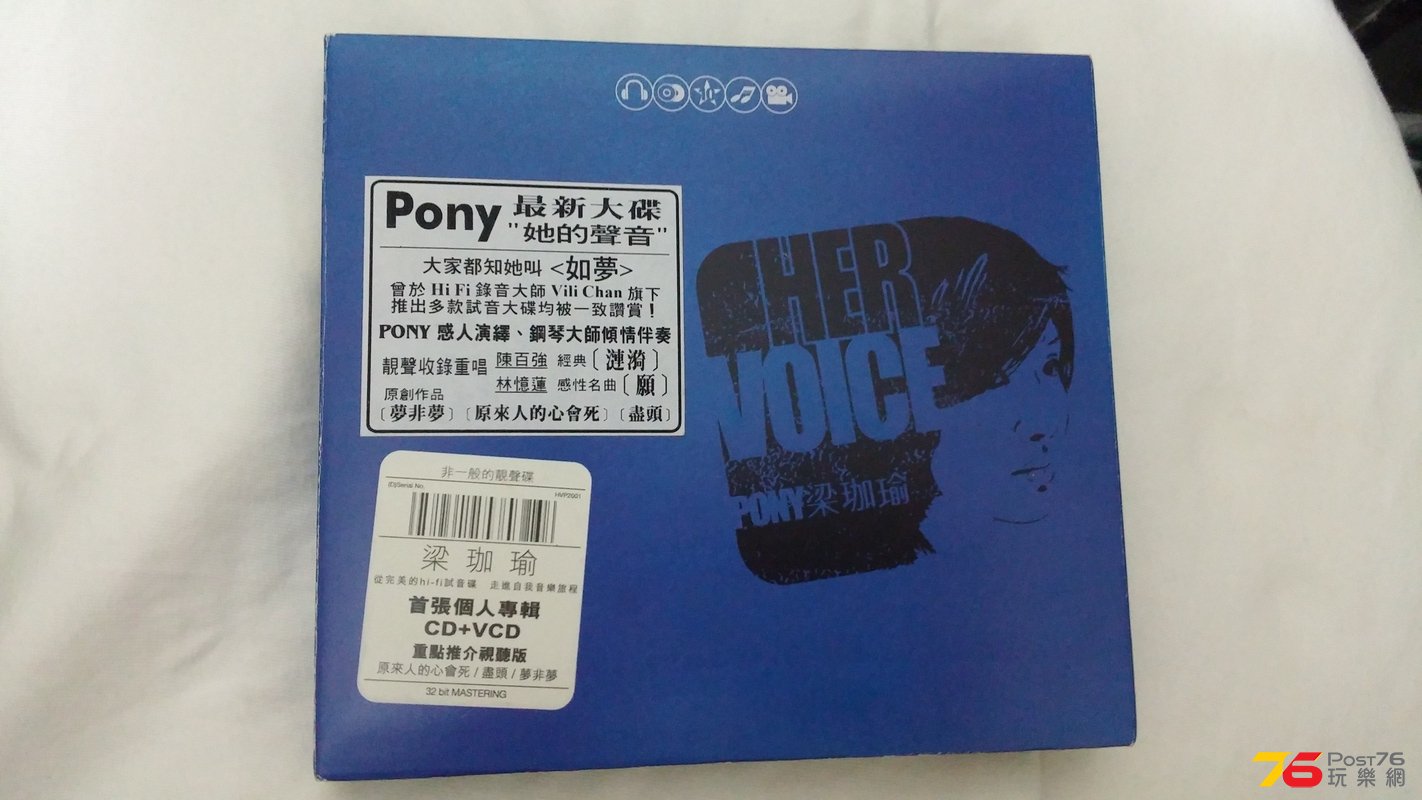 Pony 最新大碟
"她的聲音"
大家都知她叫 <如夢>
曾於 Hi Fi 錄音大師 Vili Chan 旗下
推出多款試音大碟均被一致讚賞！
PONY 感人演繹、鋼琴大師傾情伴奏
靚聲收錄重唱 陳百強 經典〔漣漪〕
林憶蓮 感性名曲〔願〕
原創作品
〔夢非夢〕〔原來人的心會死〕〔盡頭〕
HER
VOICE
PONY梁珈瑜
非一般的靚聲碟
(D)Serial No.
HVP2001
梁珈瑜
從完美的hi-fi試音碟 走進自我音樂旅程
首張個人專輯
CD+VCD
重點推介視聽版
原來人的心會死 / 盡頭 / 夢非夢
32 bit MASTERING
76 Post76
玩樂網